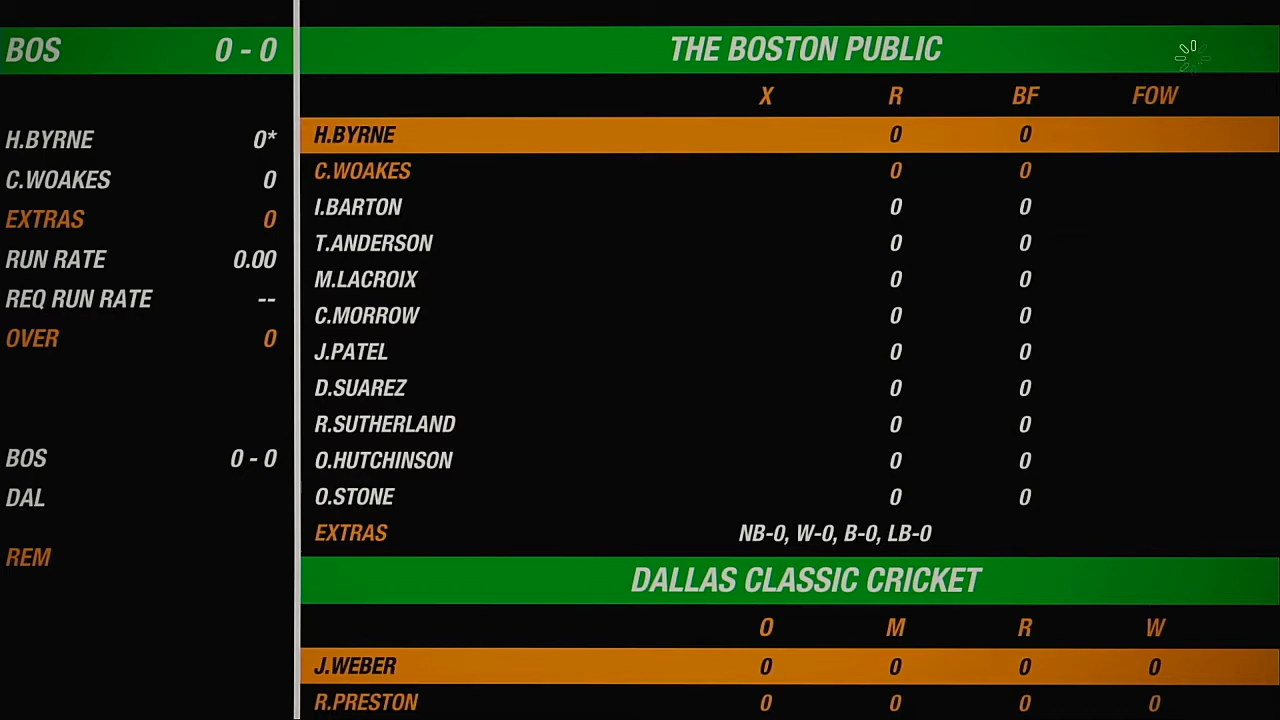 BOS 0 - 0
H.BYRNE 0*
C.WOAKES 0
EXTRAS 0
RUN RATE 0.00
REQ RUN RATE --
OVER 0
BOS 0 - 0
DAL
REM
THE BOSTON PUBLIC
X R BF FOW
H.BYRNE 0 0
C.WOAKES 0 0
I.BARTON 0 0
T.ANDERSON 0 0
M.LACROIX 0 0
C.MORROW 0 0
J.PATEL 0 0
D.SUAREZ 0 0
R.SUTHERLAND 0 0
O.HUTCHINSON 0 0
O.STONE 0 0
EXTRAS NB-0, W-0, B-0, LB-0
DALLAS CLASSIC CRICKET
O M R W
J.WEBER 0 0 0 0
R.PRESTON 0 0 0 0